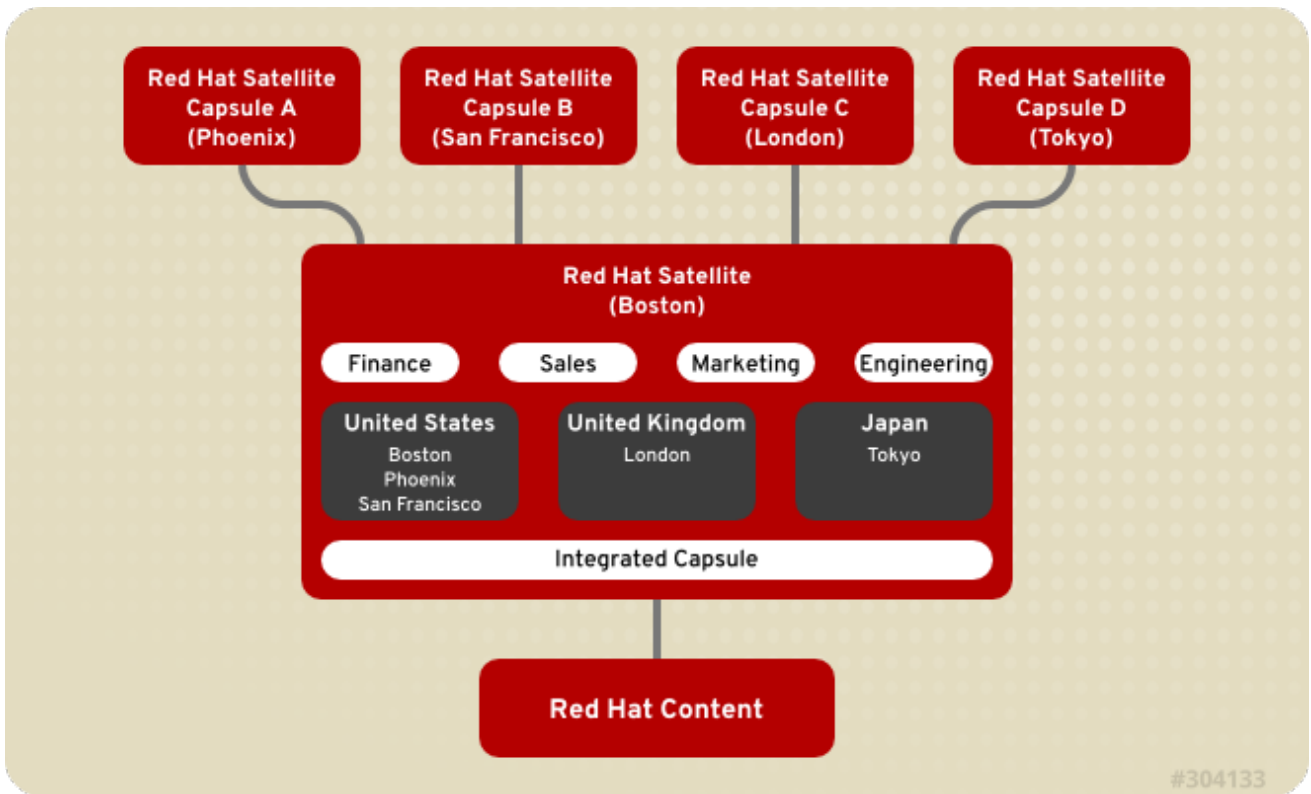 Red Hat Satellite
Capsule A
(Phoenix)
Red Hat Satellite
Capsule B
(San Francisco)
Red Hat Satellite
Capsule C
(London)
Red Hat Satellite
Capsule D
(Tokyo)
Red Hat Satellite
(Boston)
Finance
Sales
Marketing
Engineering
United States
Boston
Phoenix
San Francisco
United Kingdom
London
Japan
Tokyo
Integrated Capsule
Red Hat Content
#304133